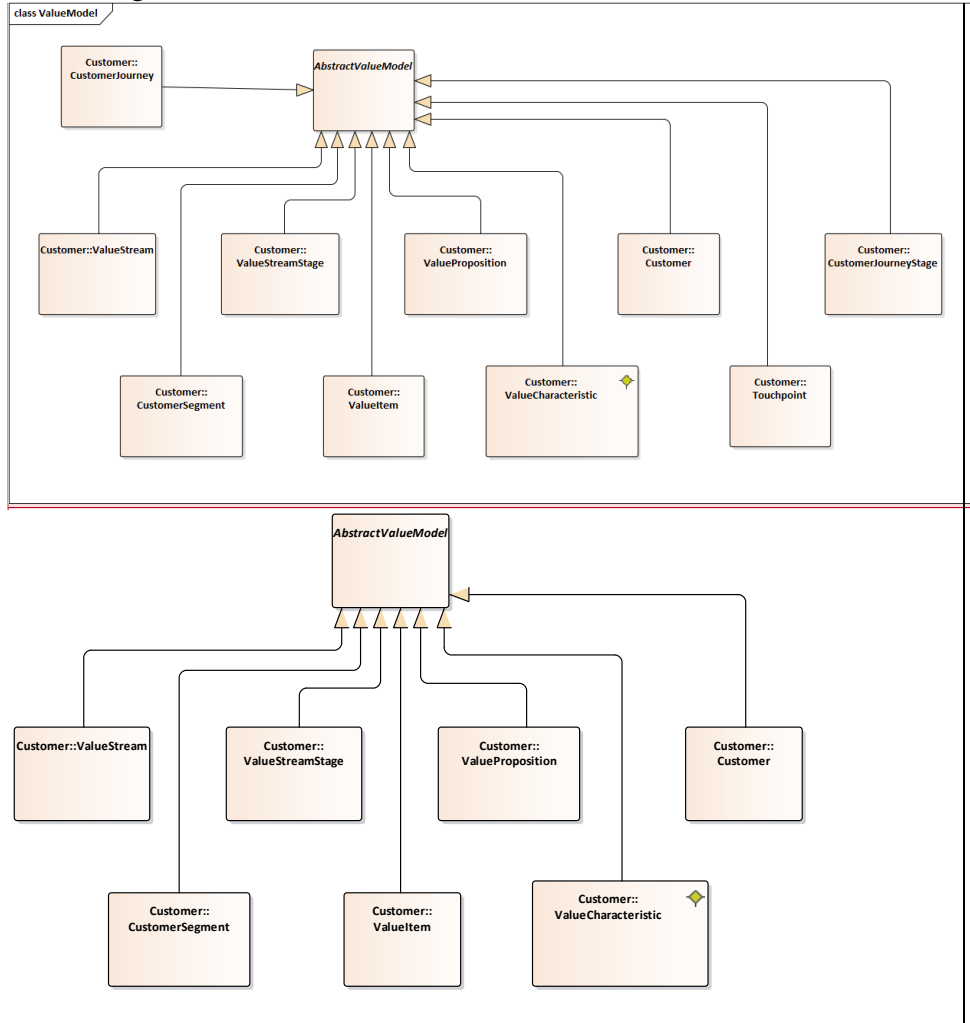 class ValueModel
Customer::
CustomerJourney
AbstractValueModel
Customer::ValueStream
Customer::
ValueStreamStage
Customer::
ValueProposition
Customer::
Customer
Customer::
CustomerJourneyStage
Customer::
CustomerSegment
Customer::
ValueItem
Customer::
ValueCharacteristic
Customer::
Touchpoint
AbstractValueModel
Customer::ValueStream
Customer::
ValueStreamStage
Customer::
ValueProposition
Customer::
Customer
Customer::
CustomerSegment
Customer::
ValueItem
Customer::
ValueCharacteristic